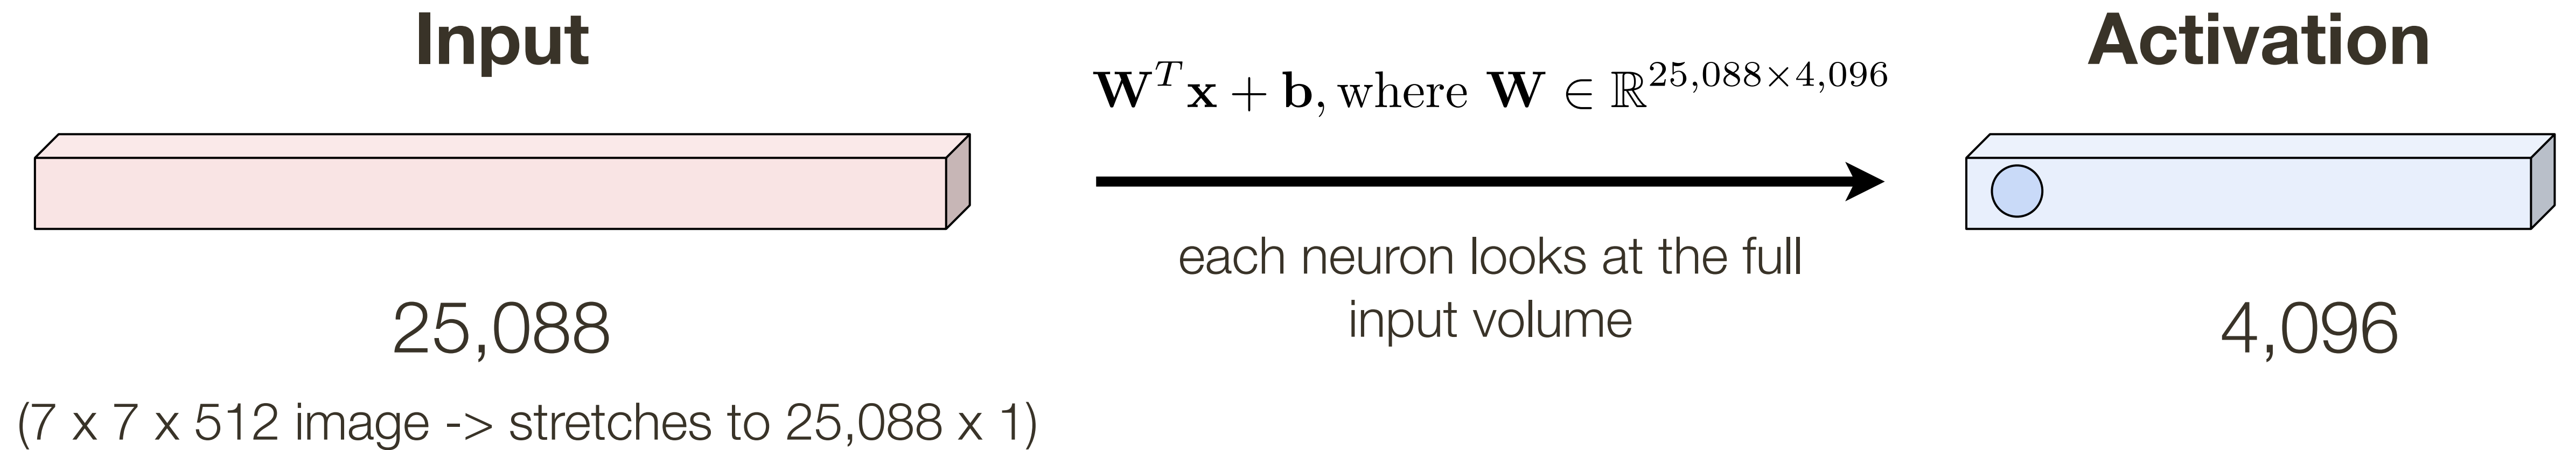 Input
Activation
𝐖ᵀ𝐱 + 𝐛, where 𝐖 ∈ ℝ^{25,088×4,096}
each neuron looks at the full
input volume
25,088
4,096
(7 x 7 x 512 image -> stretches to 25,088 x 1)